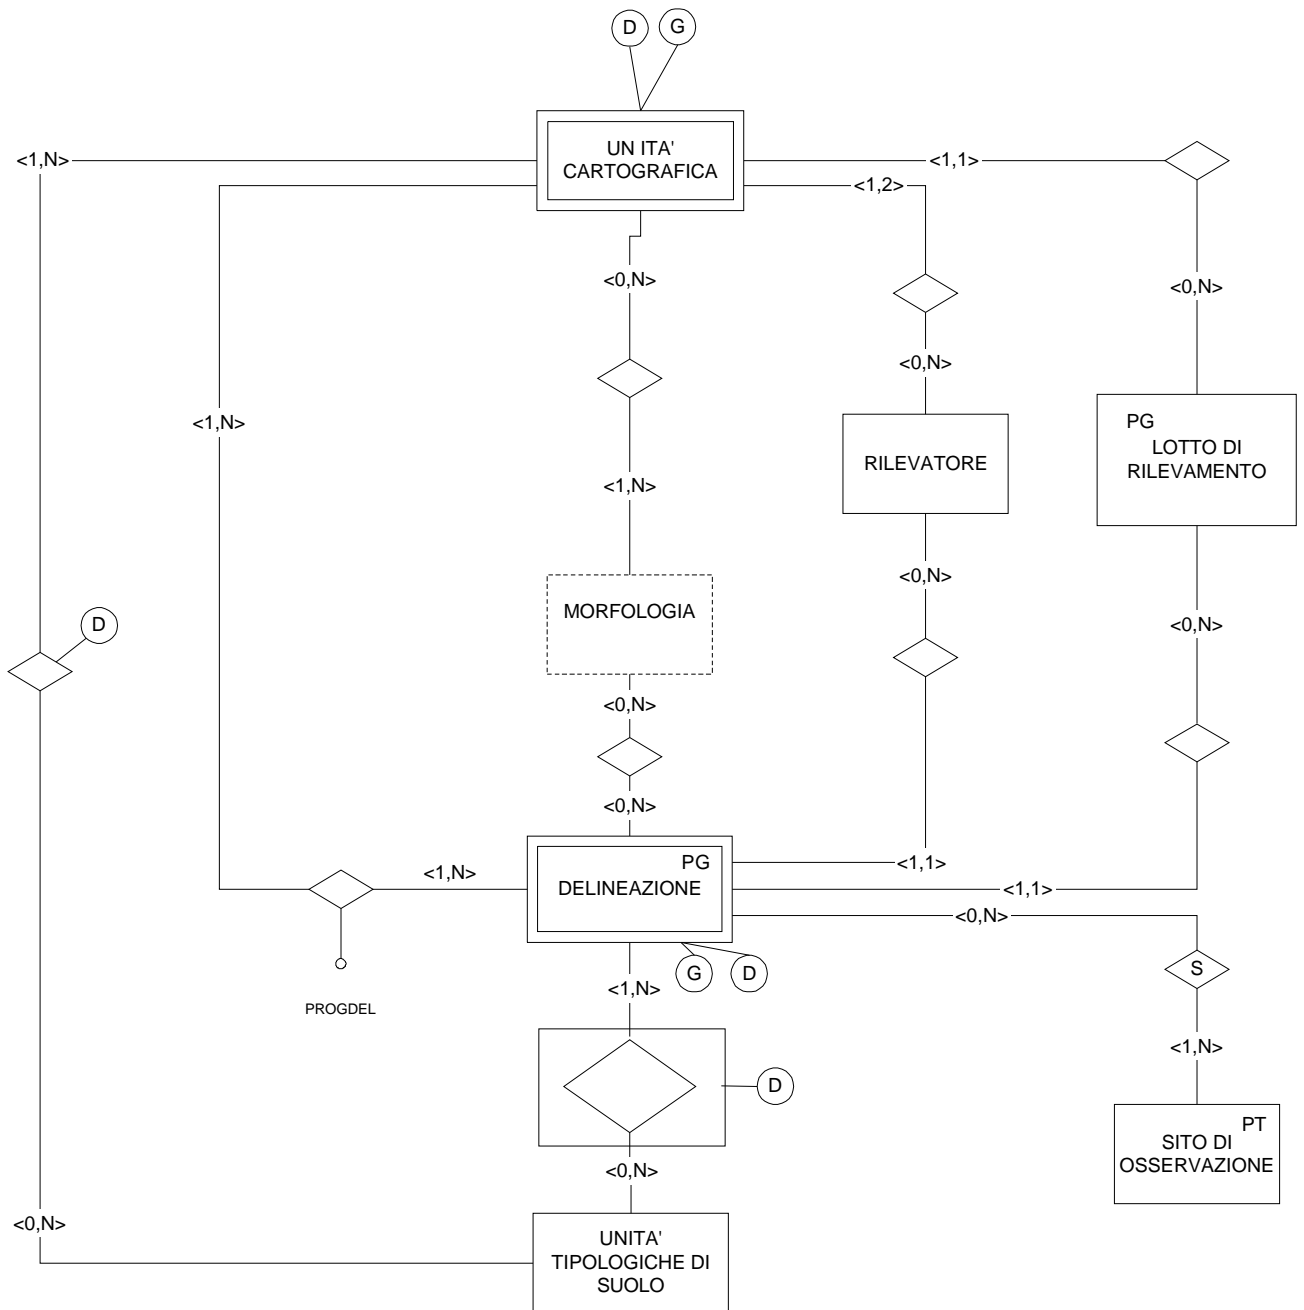 D
G
UN ITA'
CARTOGRAFICA
<1,N>
<1,1>
<1,2>
<0,N>
<0,N>
<0,N>
<1,N>
PG
LOTTO DI
RILEVAMENTO
RILEVATORE
<1,N>
<0,N>
MORFOLOGIA
D
<0,N>
<0,N>
<0,N>
PG
DELINEAZIONE
<1,N>
<1,1>
<1,1>
<0,N>
G
D
S
<1,N>
PROGDEL
<1,N>
D
PT
SITO DI
OSSERVAZIONE
<0,N>
<0,N>
UNITA'
TIPOLOGICHE DI
SUOLO